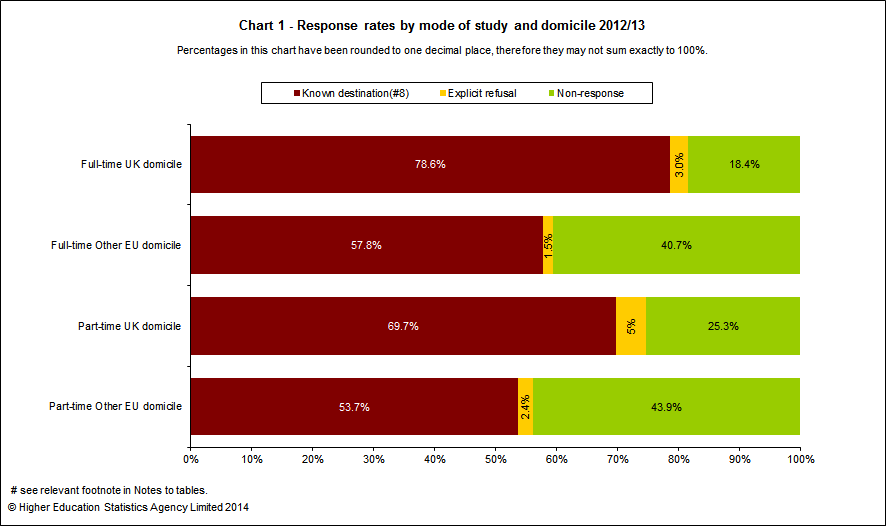 Chart 1 - Response rates by mode of study and domicile 2012/13
Percentages in this chart have been rounded to one decimal place, therefore they may not sum exactly to 100%.
Known destination(#8) Explicit refusal Non-response
Full-time UK domicile 78.6% 3.0% 18.4%
Full-time Other EU domicile 57.8% 1.5% 40.7%
Part-time UK domicile 69.7% 5% 25.3%
Part-time Other EU domicile 53.7% 2.4% 43.9%
0% 10% 20% 30% 40% 50% 60% 70% 80% 90% 100%
# see relevant footnote in Notes to tables.
© Higher Education Statistics Agency Limited 2014